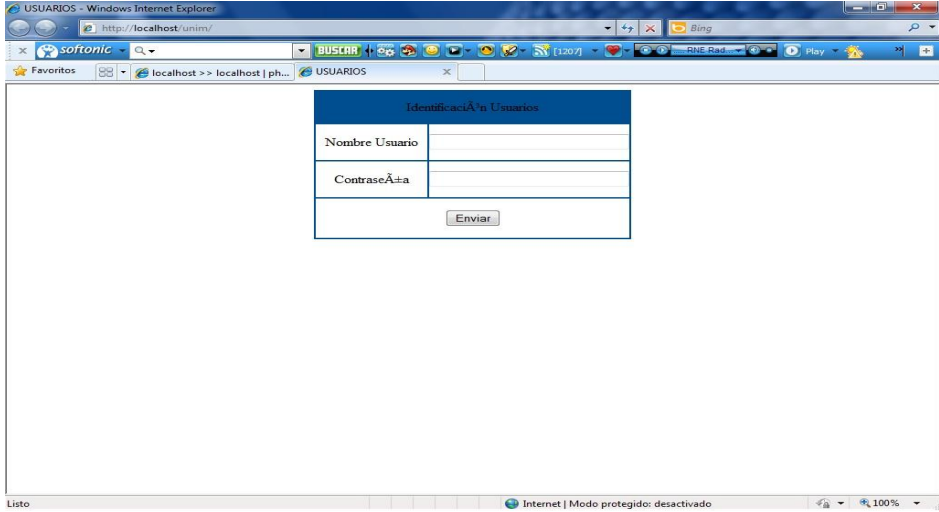 USUARIOS - Windows Internet Explorer
http://localhost/unim/
Bing
softonic
BUSCAR
[1207]
RNE Rad...
Play
Favoritos
localhost >> localhost | ph...
USUARIOS
IdentificaciÃ³n Usuarios
Nombre Usuario
ContraseÃ±a
Enviar
Listo
Internet | Modo protegido: desactivado
100%